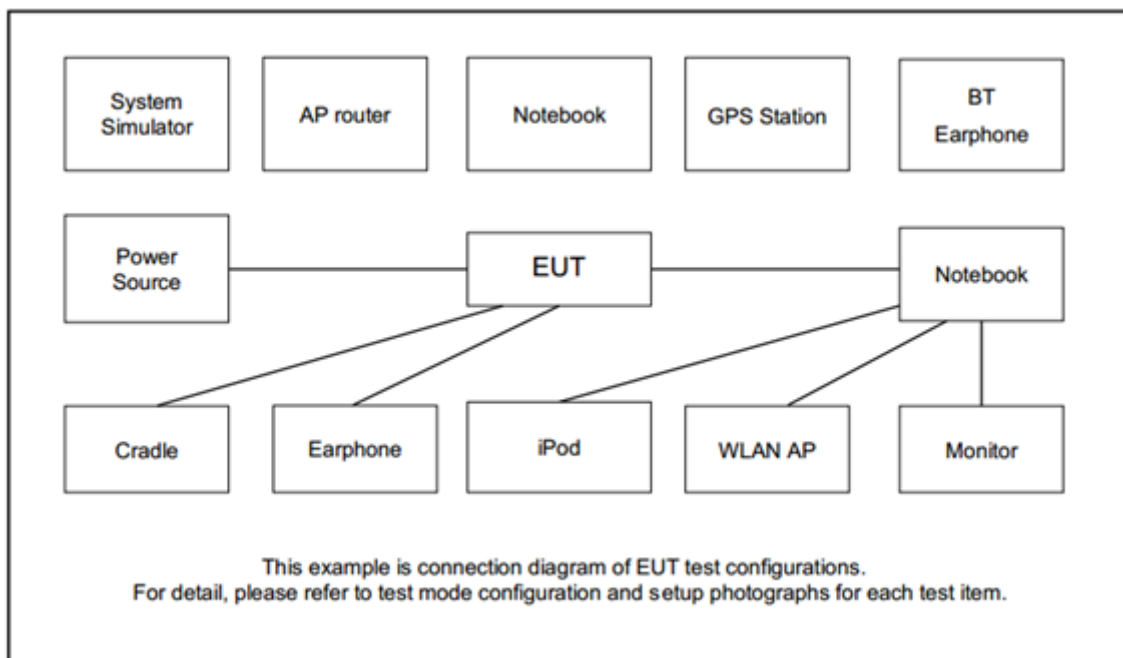 System
Simulator
AP router
Notebook
GPS Station
BT
Earphone
Power
Source
EUT
Notebook
Cradle
Earphone
iPod
WLAN AP
Monitor
This example is connection diagram of EUT test configurations.
For detail, please refer to test mode configuration and setup photographs for each test item.